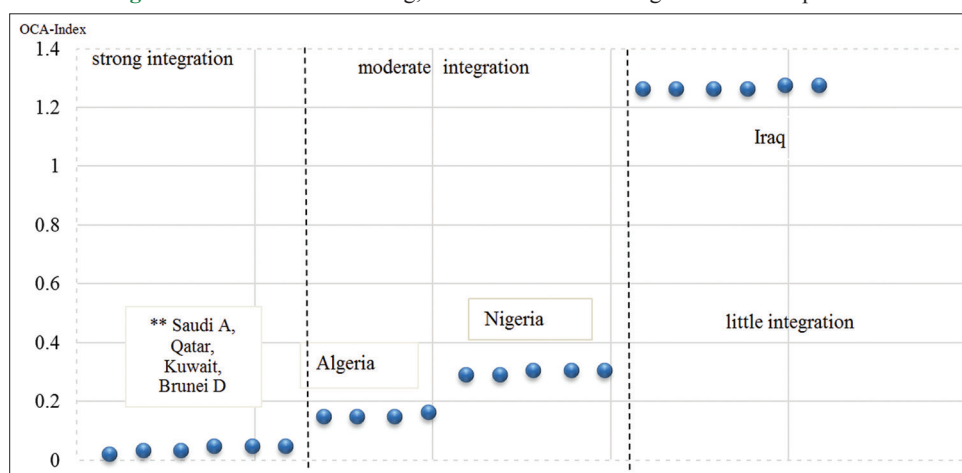 OCA-Index
1.4
strong integration
moderate integration
1.2
Iraq
1
0.8
0.6
** Saudi A,
Qatar,
Kuwait,
Brunei D
Nigeria
little integration
0.4
Algeria
0.2
0